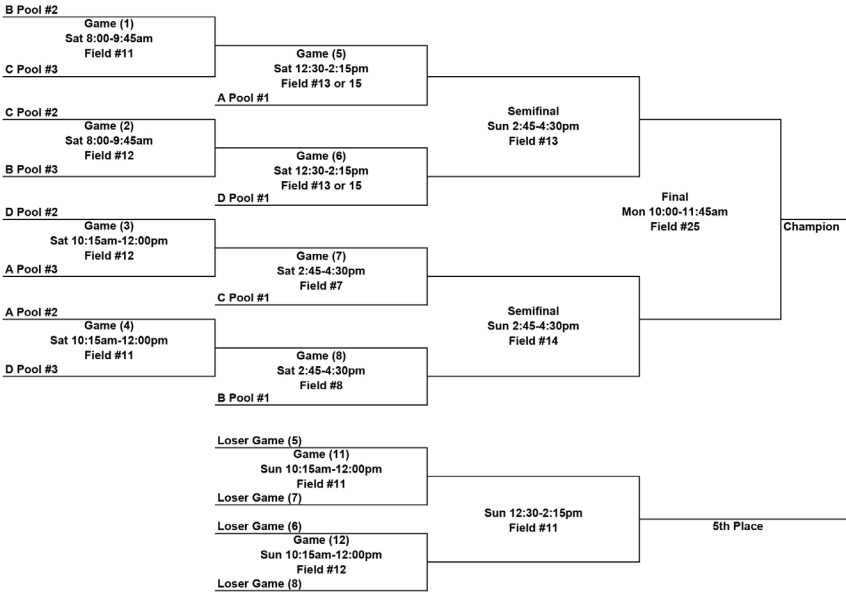 B Pool #2
Game (1)
Sat 8:00-9:45am
Field #11
C Pool #3
Game (5)
Sat 12:30-2:15pm
Field #13 or 15
A Pool #1
C Pool #2
Game (2)
Sat 8:00-9:45am
Field #12
B Pool #3
Game (6)
Sat 12:30-2:15pm
Field #13 or 15
D Pool #1
Semifinal
Sun 2:45-4:30pm
Field #13
D Pool #2
Game (3)
Sat 10:15am-12:00pm
Field #12
A Pool #3
Game (7)
Sat 2:45-4:30pm
Field #7
C Pool #1
A Pool #2
Game (4)
Sat 10:15am-12:00pm
Field #11
D Pool #3
Game (8)
Sat 2:45-4:30pm
Field #8
B Pool #1
Semifinal
Sun 2:45-4:30pm
Field #14
Final
Mon 10:00-11:45am
Field #25
Champion
Loser Game (5)
Game (11)
Sun 10:15am-12:00pm
Field #11
Loser Game (7)
Loser Game (6)
Game (12)
Sun 10:15am-12:00pm
Field #12
Loser Game (8)
Sun 12:30-2:15pm
Field #11
5th Place